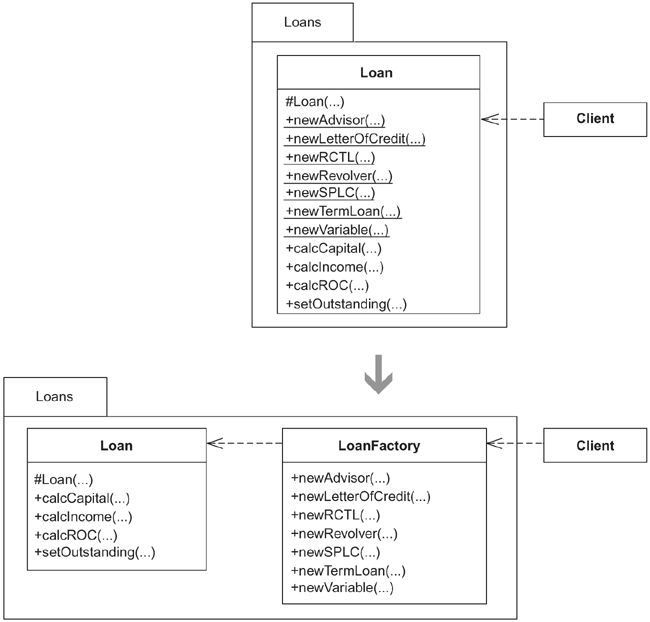 Loans
Loan
#Loan(...)
+newAdvisor(...)
+newLetterOfCredit(...)
+newRCTL(...)
+newRevolver(...)
+newSPLC(...)
+newTermLoan(...)
+newVariable(...)
+calcCapital(...)
+calcIncome(...)
+calcROC(...)
+setOutstanding(...)
Client
Loans
Loan
#Loan(...)
+calcCapital(...)
+calcIncome(...)
+calcROC(...)
+setOutstanding(...)
LoanFactory
+newAdvisor(...)
+newLetterOfCredit(...)
+newRCTL(...)
+newRevolver(...)
+newSPLC(...)
+newTermLoan(...)
+newVariable(...)
Client